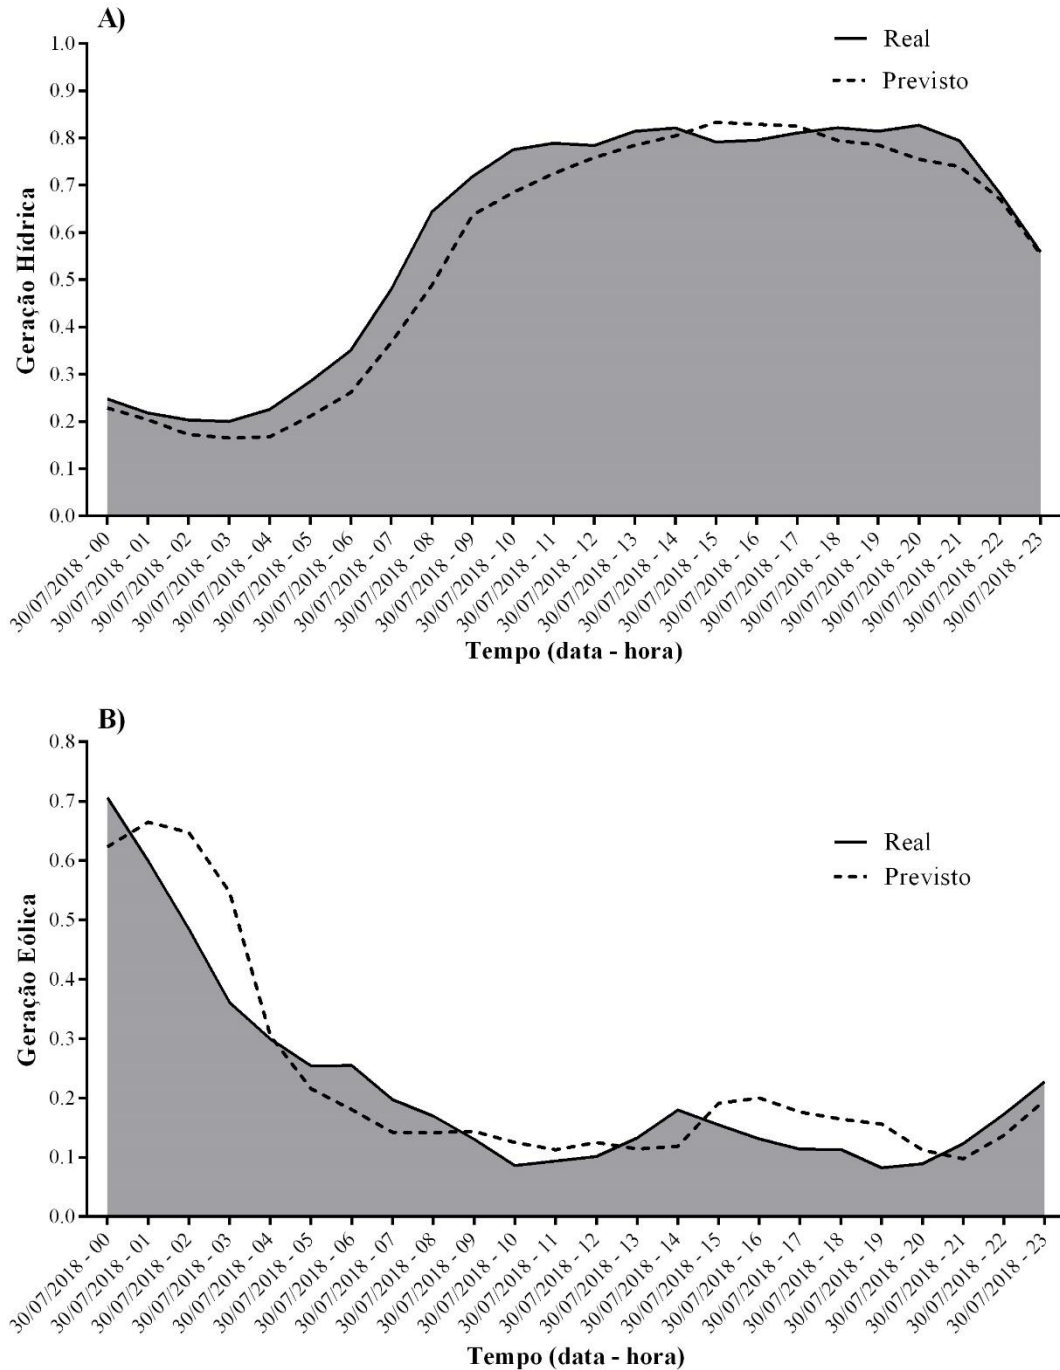 A)
Real
Previsto
1.0
0.9
0.8
0.7
0.6
0.5
0.4
0.3
0.2
0.1
0.0
Geração Hídrica
30/07/2018 - 00
30/07/2018 - 01
30/07/2018 - 02
30/07/2018 - 03
30/07/2018 - 04
30/07/2018 - 05
30/07/2018 - 06
30/07/2018 - 07
30/07/2018 - 08
30/07/2018 - 09
30/07/2018 - 10
30/07/2018 - 11
30/07/2018 - 12
30/07/2018 - 13
30/07/2018 - 14
30/07/2018 - 15
30/07/2018 - 16
30/07/2018 - 17
30/07/2018 - 18
30/07/2018 - 19
30/07/2018 - 20
30/07/2018 - 21
30/07/2018 - 22
30/07/2018 - 23
Tempo (data - hora)
B)
Real
Previsto
0.8
0.7
0.6
0.5
0.4
0.3
0.2
0.1
0.0
Geração Eólica
30/07/2018 - 00
30/07/2018 - 01
30/07/2018 - 02
30/07/2018 - 03
30/07/2018 - 04
30/07/2018 - 05
30/07/2018 - 06
30/07/2018 - 07
30/07/2018 - 08
30/07/2018 - 09
30/07/2018 - 10
30/07/2018 - 11
30/07/2018 - 12
30/07/2018 - 13
30/07/2018 - 14
30/07/2018 - 15
30/07/2018 - 16
30/07/2018 - 17
30/07/2018 - 18
30/07/2018 - 19
30/07/2018 - 20
30/07/2018 - 21
30/07/2018 - 22
30/07/2018 - 23
Tempo (data - hora)